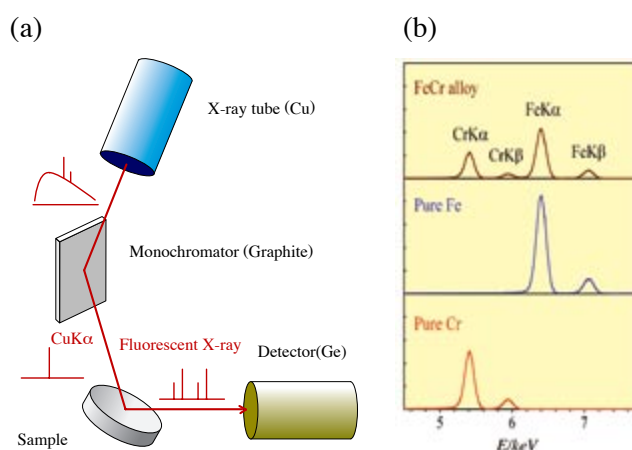 (a)
X-ray tube (Cu)
Monochromator (Graphite)
CuKα
Fluorescent X-ray
Detector(Ge)
Sample
(b)
FeCr alloy
FeKα
CrKα
CrKβ
FeKβ
Pure Fe
Pure Cr
5 6 7
E/keV